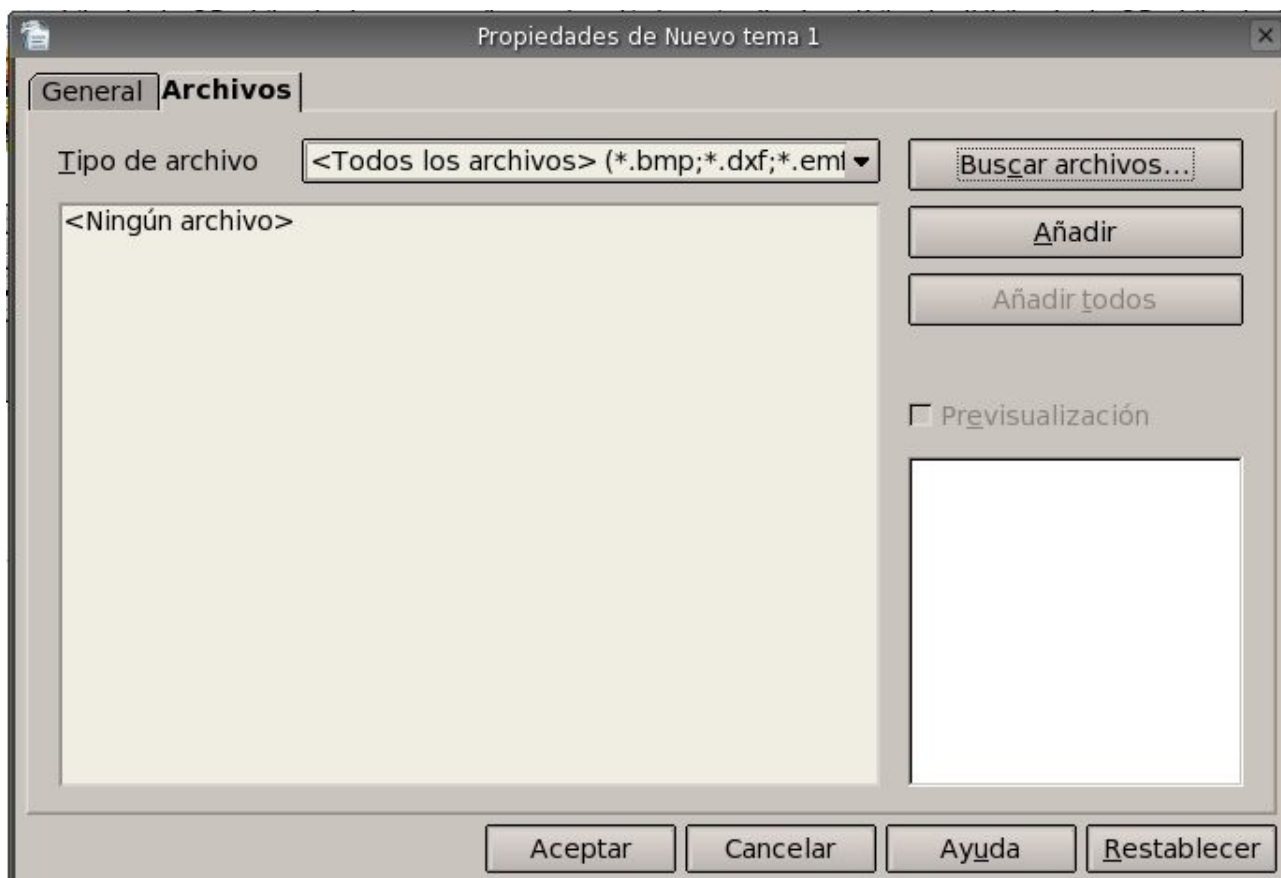 Propiedades de Nuevo tema 1
General Archivos
Tipo de archivo <Todos los archivos> (*.bmp;*.dxf;*.emf Buscar archivos...
<Ningún archivo>
Añadir
Añadir todos
Previsualización
Aceptar Cancelar Ayuda Restablecer